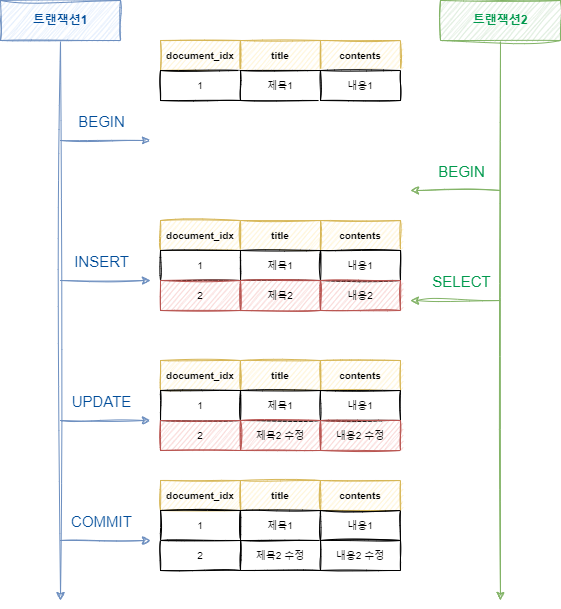 트랜잭션1
트랜잭션2
document_idx title contents
1 제목1 내용1
BEGIN
BEGIN
document_idx title contents
INSERT
1 제목1 내용1
2 제목2 내용2
SELECT
document_idx title contents
UPDATE
1 제목1 내용1
2 제목2 수정 내용2 수정
document_idx title contents
COMMIT
1 제목1 내용1
2 제목2 수정 내용2 수정